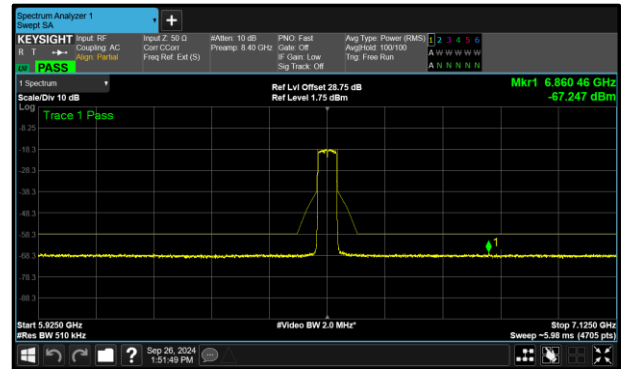 Spectrum Analyzer 1
Swept SA
+
KEYSIGHT Input: RF Input Z: 50 Ω #Atten: 10 dB PNO: Fast Avg Type: Power (RMS) 1 2 3 4 5 6
R T Coupling: AC Corr CCorr Preamp: 8.40 GHz Gate: Off Avg|Hold: 100/100 A W W W W W
Align: Partial Freq Ref: Ext (S) IF Gain: Low Trig: Free Run
PASS Sig Track: Off A N N N N N
1 Spectrum Ref Lvl Offset 28.75 dB Mkr1 6.860 46 GHz
Scale/Div 10 dB Ref Level 1.75 dBm -67.247 dBm
Log
Trace 1 Pass
-8.25
-18.3
-28.3
-38.3
-48.3
-58.3
1
-68.3
-78.3
-88.3
Start 5.9250 GHz #Video BW 2.0 MHz* Stop 7.1250 GHz
#Res BW 510 kHz Sweep ~5.98 ms (4705 pts)
? Sep 26, 2024
1:51:49 PM